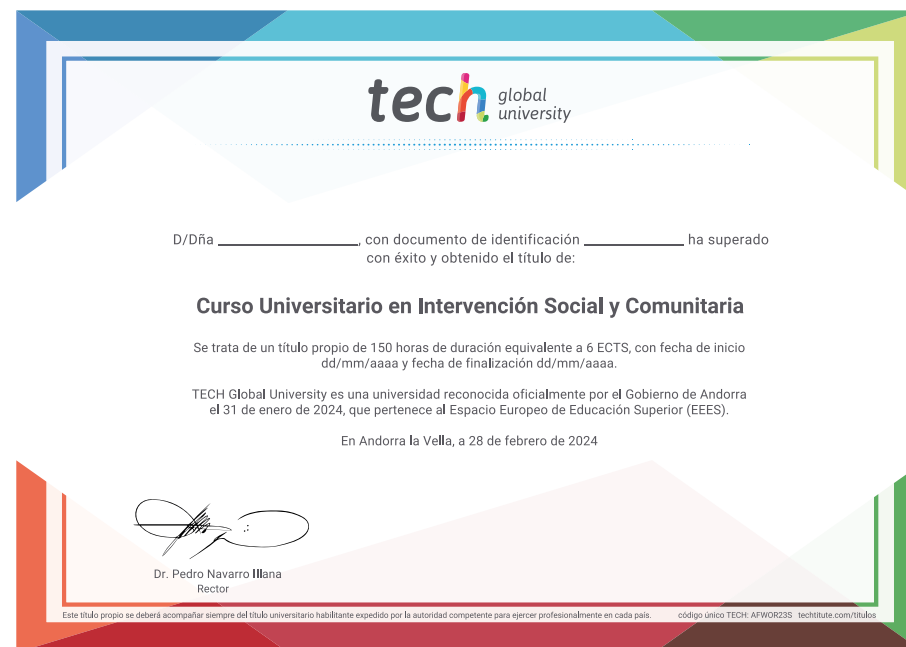 tech global university
D/Dña ____________________, con documento de identificación ______________ ha superado
con éxito y obtenido el título de:
Curso Universitario en Intervención Social y Comunitaria
Se trata de un título propio de 150 horas de duración equivalente a 6 ECTS, con fecha de inicio
dd/mm/aaaa y fecha de finalización dd/mm/aaaa.
TECH Global University es una universidad reconocida oficialmente por el Gobierno de Andorra
el 31 de enero de 2024, que pertenece al Espacio Europeo de Educación Superior (EEES).
En Andorra la Vella, a 28 de febrero de 2024
Dr. Pedro Navarro Illana
Rector
Este título propio se deberá acompañar siempre del título universitario habilitante expedido por la autoridad competente para ejercer profesionalmente en cada país. código único TECH: AFWOR23S techtitute.com/titulos